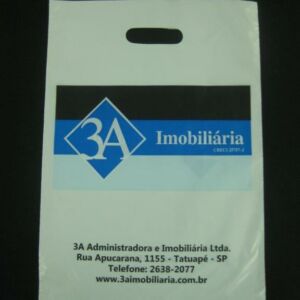 3A
Imobiliária
3A Administradora e Imobiliária Ltda.
Rua Apucarana, 1155 - Tatuapé - SP
Telefone: 2638-2077
www.3aimobiliaria.com.br